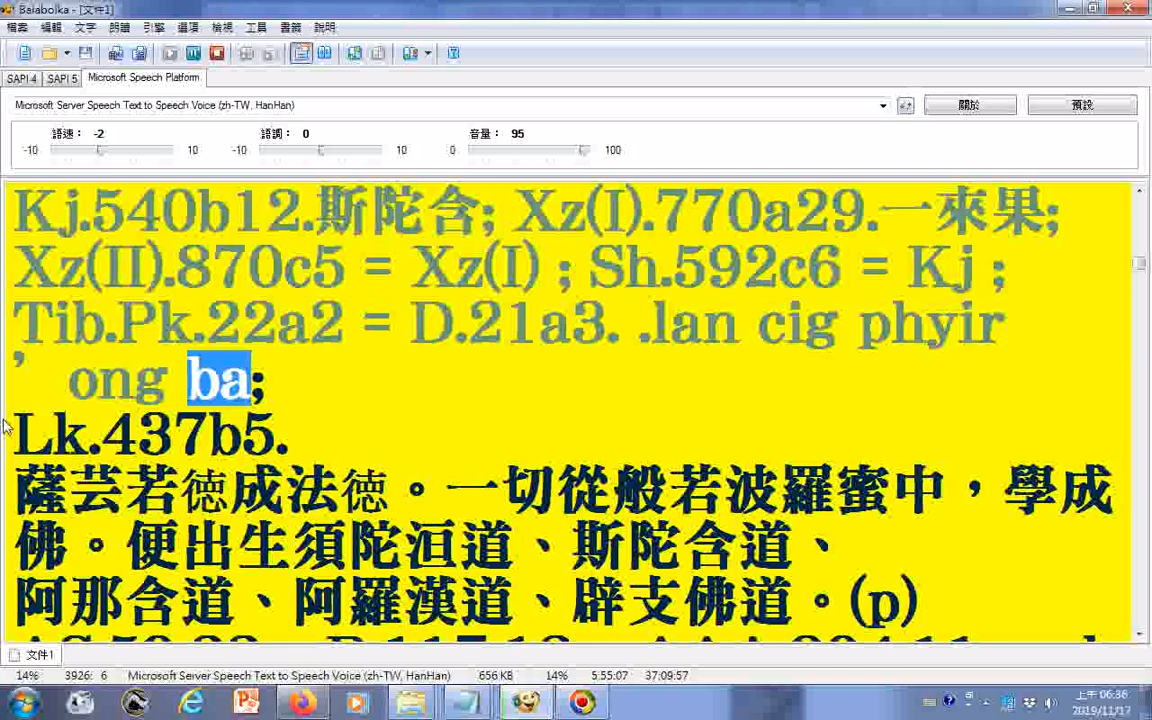 Balabolka - [文件1]
檔案 編輯 文字 朗讀 引擎 選項 檢視 工具 書籤 說明
SAPI 4 SAPI 5 Microsoft Speech Platform
Microsoft Server Speech Text to Speech Voice (zh-TW, HanHan) 關於 預設
語速： -2 語調： 0 音量： 95
-10 10 -10 10 0 100
Kj.540b12.斯陀含; Xz(I).770a29.一來果;
Xz(II).870c5 = Xz(I) ; Sh.592c6 = Kj ;
Tib.Pk.22a2 = D.21a3. .lan cig phyir
’ong ba;
Lk.437b5.
薩芸若徳成法徳。一切從般若波羅蜜中，學成
佛。便出生須陀洹道、斯陀含道、
阿那含道、阿羅漢道、辟支佛道。(p)
文件1
14% 3926: 6 Microsoft Server Speech Text to Speech Voice (zh-TW, HanHan) 656 KB 14% 5:55:07 37:09:57
上午 06:36
2019/11/17